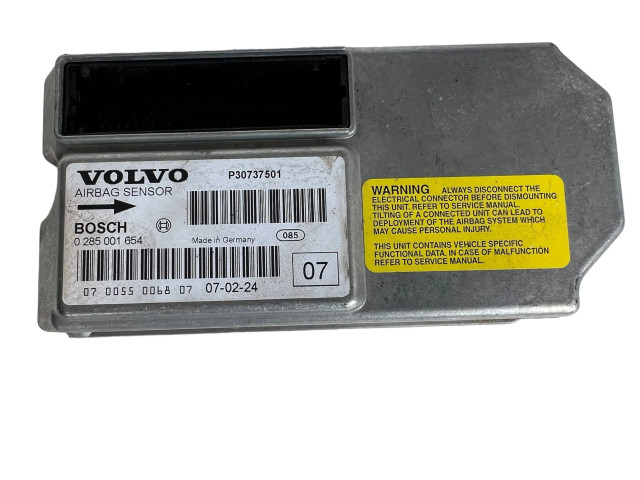 VOLVO P30737501
AIRBAG SENSOR
BOSCH
0 285 001 654 Made in Germany 085
07
07 0055 0068 07 07-02-24
WARNING ALWAYS DISCONNECT THE
ELECTRICAL CONNECTOR BEFORE DISMOUNTING
THIS UNIT. REFER TO SERVICE MANUAL.
TILTING OF A CONNECTED UNIT CAN LEAD TO
DEPLOYMENT OF THE AIRBAG SYSTEM WHICH
MAY CAUSE PERSONAL INJURY.
THIS UNIT CONTAINS VEHICLE SPECIFIC
FUNCTIONAL DATA. IN CASE OF MALFUNCTION
REFER TO SERVICE MANUAL.